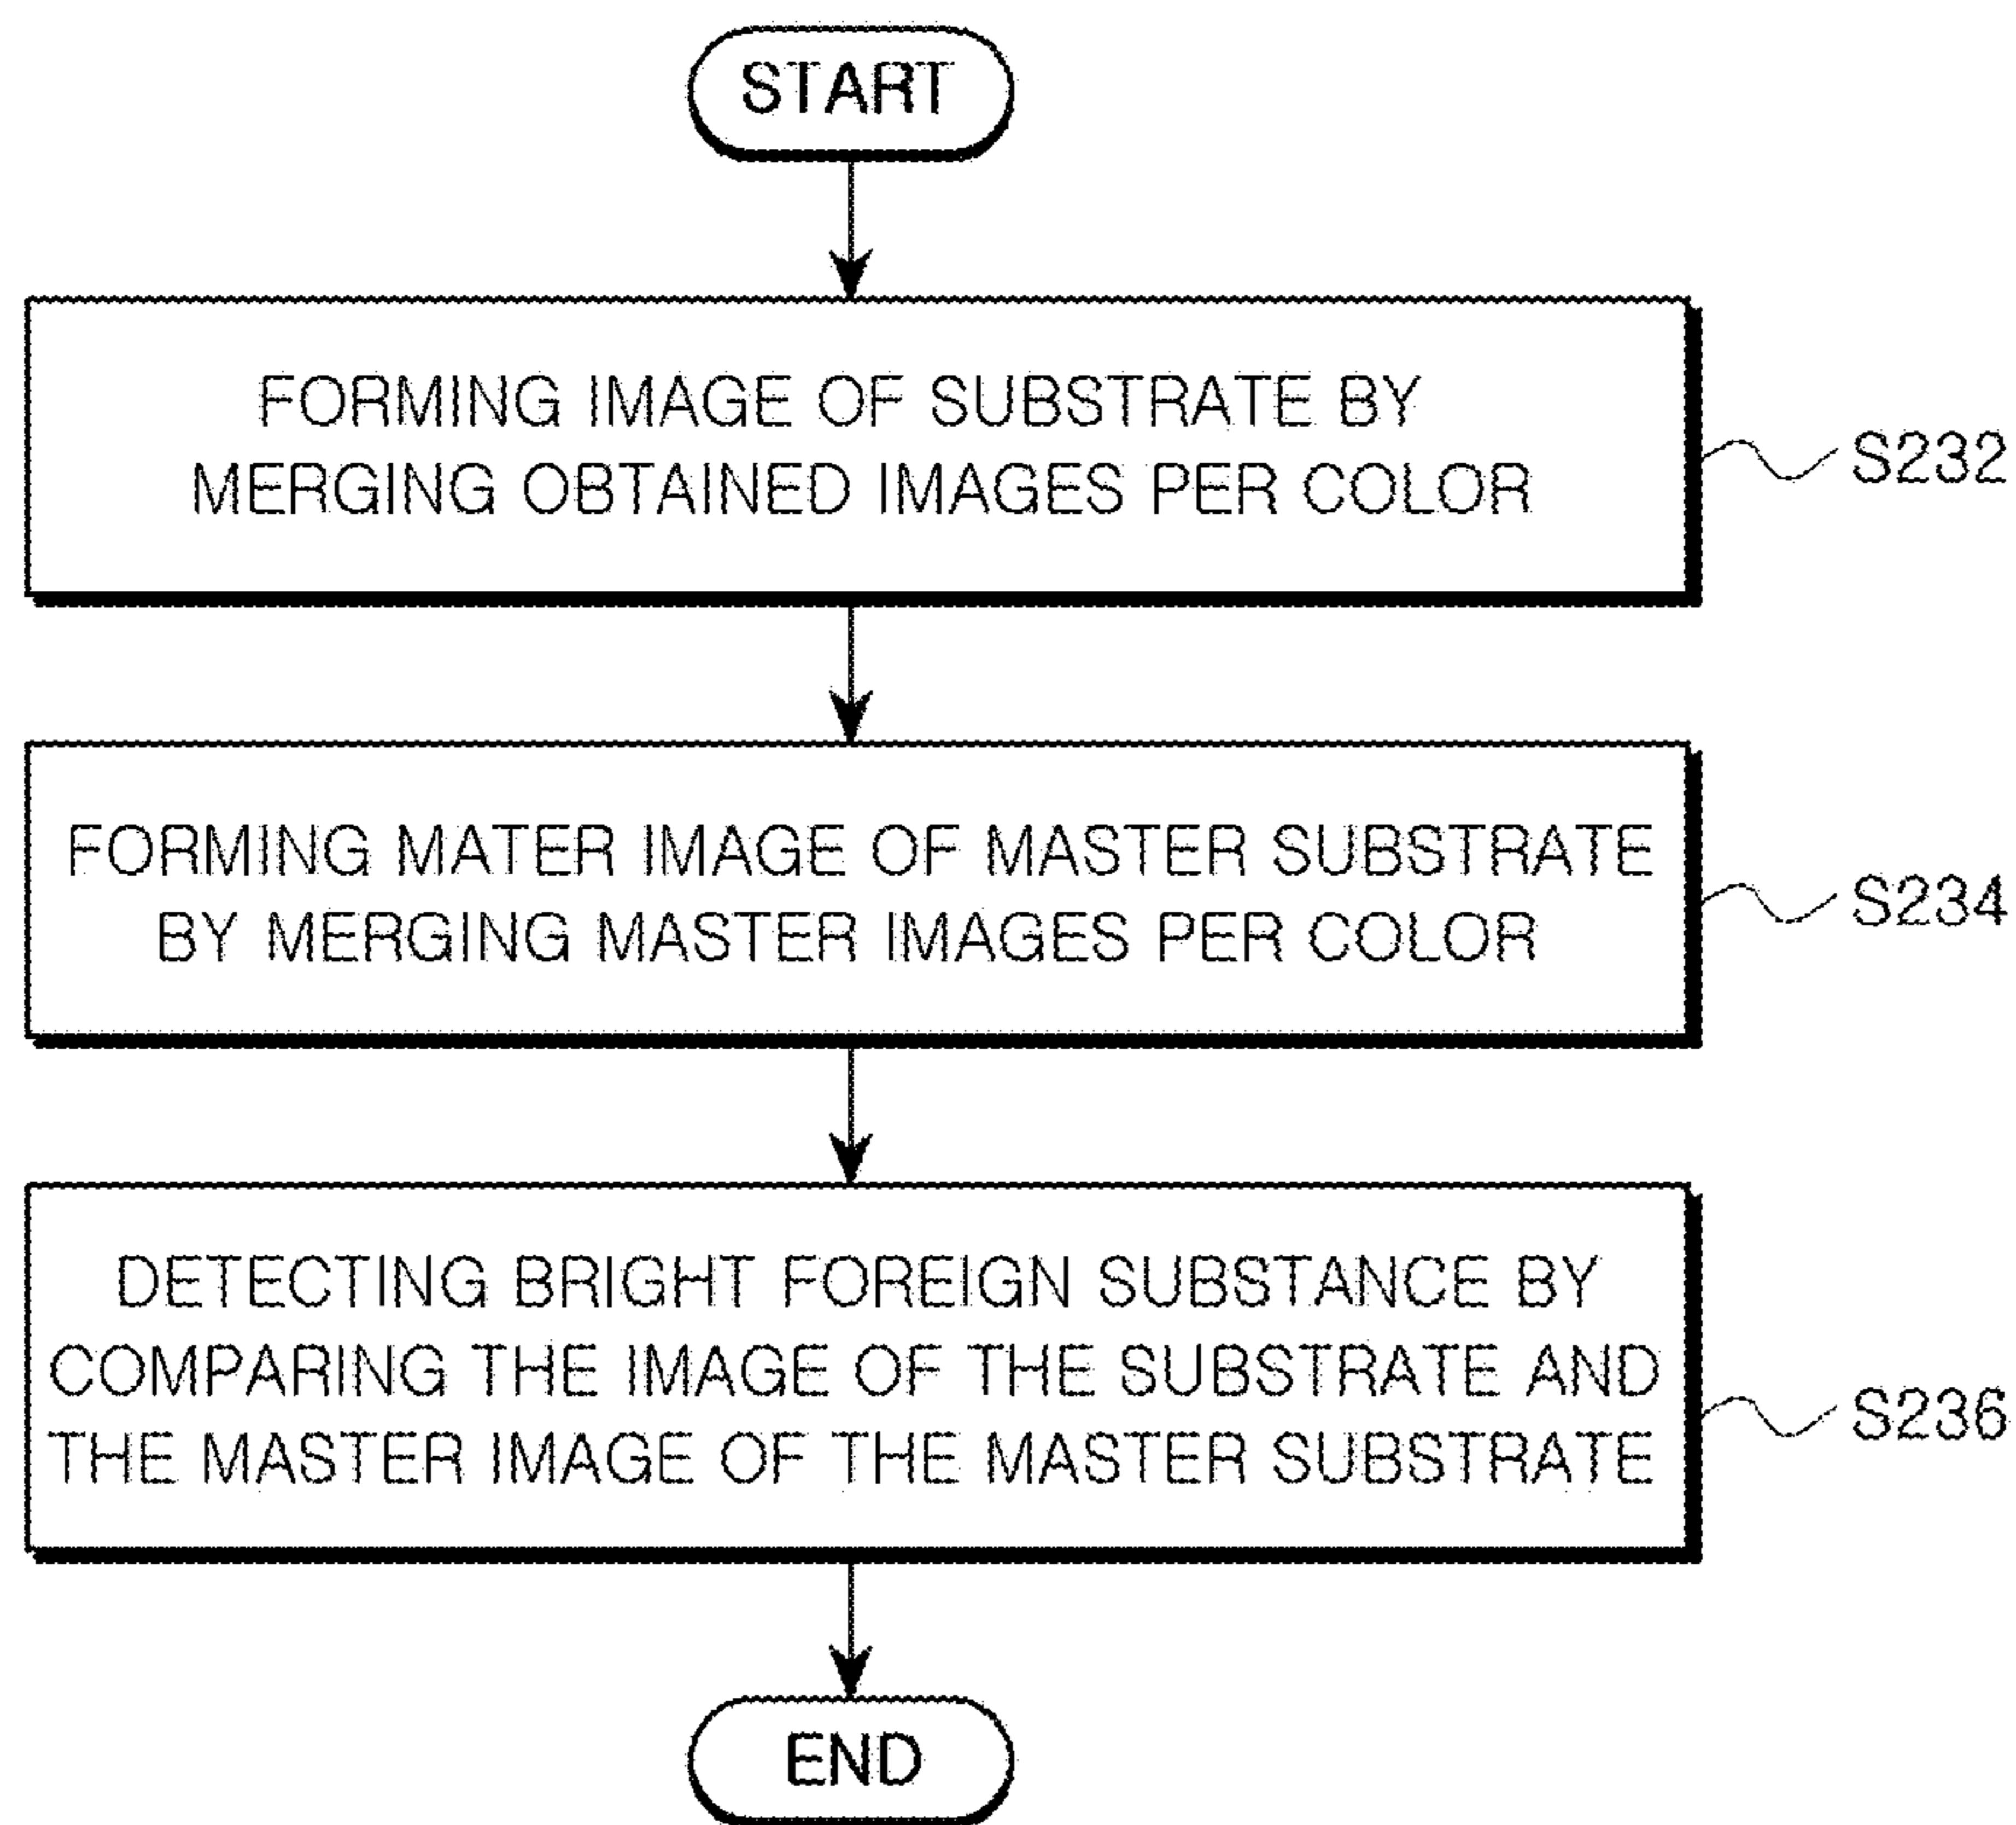 START
FORMING IMAGE OF SUBSTRATE BY
MERGING OBTAINED IMAGES PER COLOR
S232
FORMING MATER IMAGE OF MASTER SUBSTRATE
BY MERGING MASTER IMAGES PER COLOR
S234
DETECTING BRIGHT FOREIGN SUBSTANCE BY
COMPARING THE IMAGE OF THE SUBSTRATE AND
THE MASTER IMAGE OF THE MASTER SUBSTRATE
S236
END